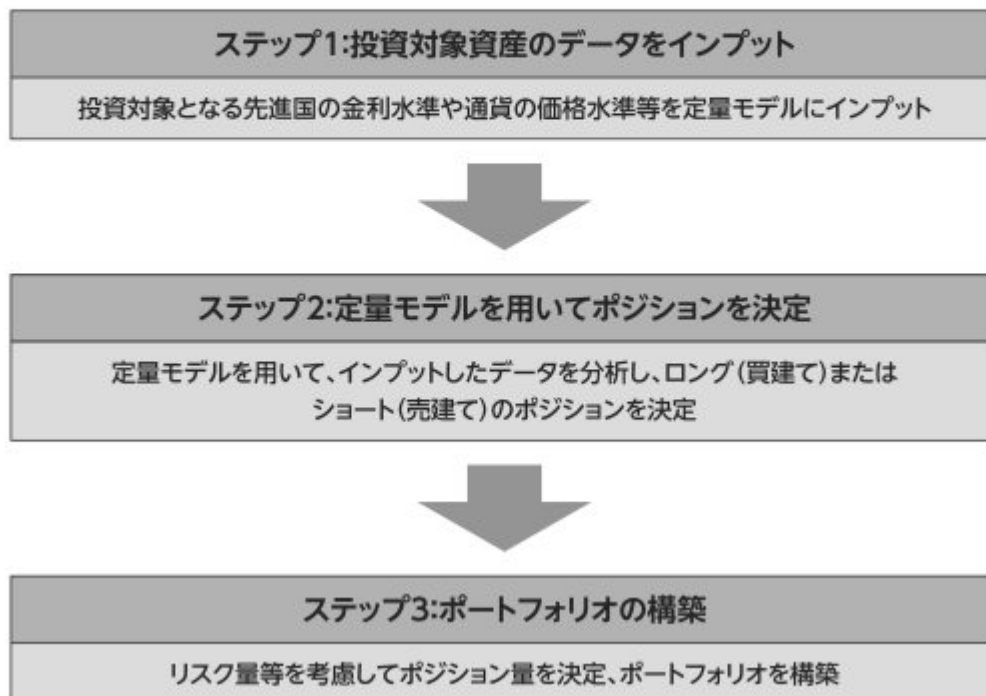 ステップ1:投資対象資産のデータをインプット
投資対象となる先進国の金利水準や通貨の価格水準等を定量モデルにインプット
ステップ2:定量モデルを用いてポジションを決定
定量モデルを用いて、インプットしたデータを分析し、ロング(買建て)または
ショート(売建て)のポジションを決定
ステップ3:ポートフォリオの構築
リスク量等を考慮してポジション量を決定、ポートフォリオを構築